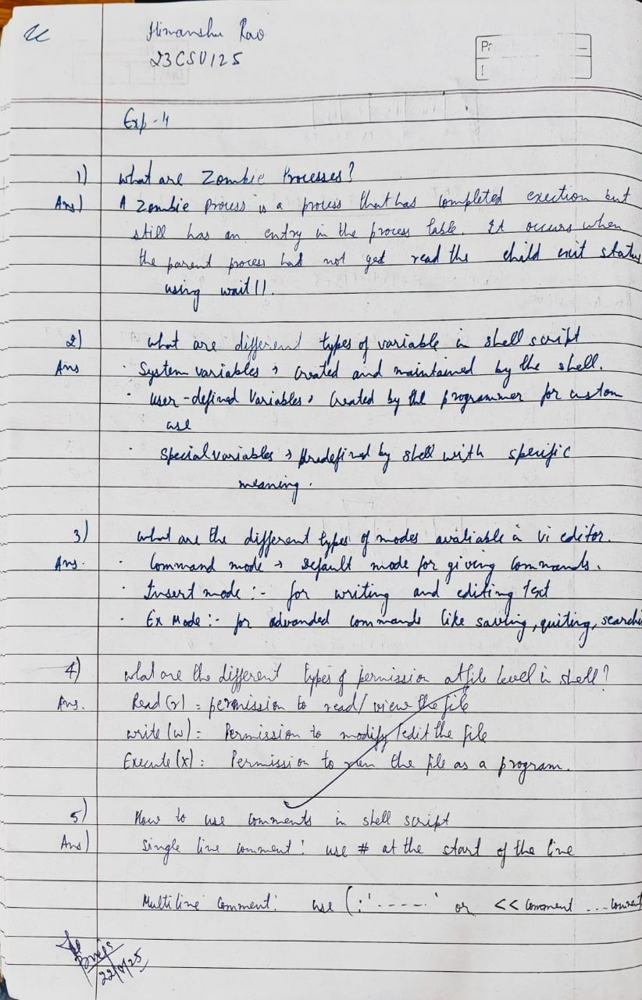 Himanshu Rao
23CSU125
Exp-4
1) What are Zombie Processes?
Ans) A Zombie Process is a process that has completed exection but
still has an entry in the process table. It occurs when
the parent process had not get read the child exit status
using wait().
2) What are different types of variable in shell script
Ans · System variables → Created and maintained by the shell.
· user-defined Variables → Created by the programmer for custom
use
· Special variables → Predefined by shell with specific
meaning.
3) What are the different types of modes avaliable in Vi editor.
Ans. · Command mode → Default mode for giving Commands.
· Insert mode :- for writing and editing Text
· Ex Mode :- for advanded commands like saving, quiting, searchi
4) What are the different types of permission at file level in shell?
Ans. Read (r) = permission to read/view the file
write (w) = Permission to modify/edit the file
Execute (x) : Permission to run the file as a program.
5) How to use Comments in shell script
Ans) Single line comment : use # at the start of the line
Multiline Comment : use (:'-----' or << Comment ... Comment
22/9/25